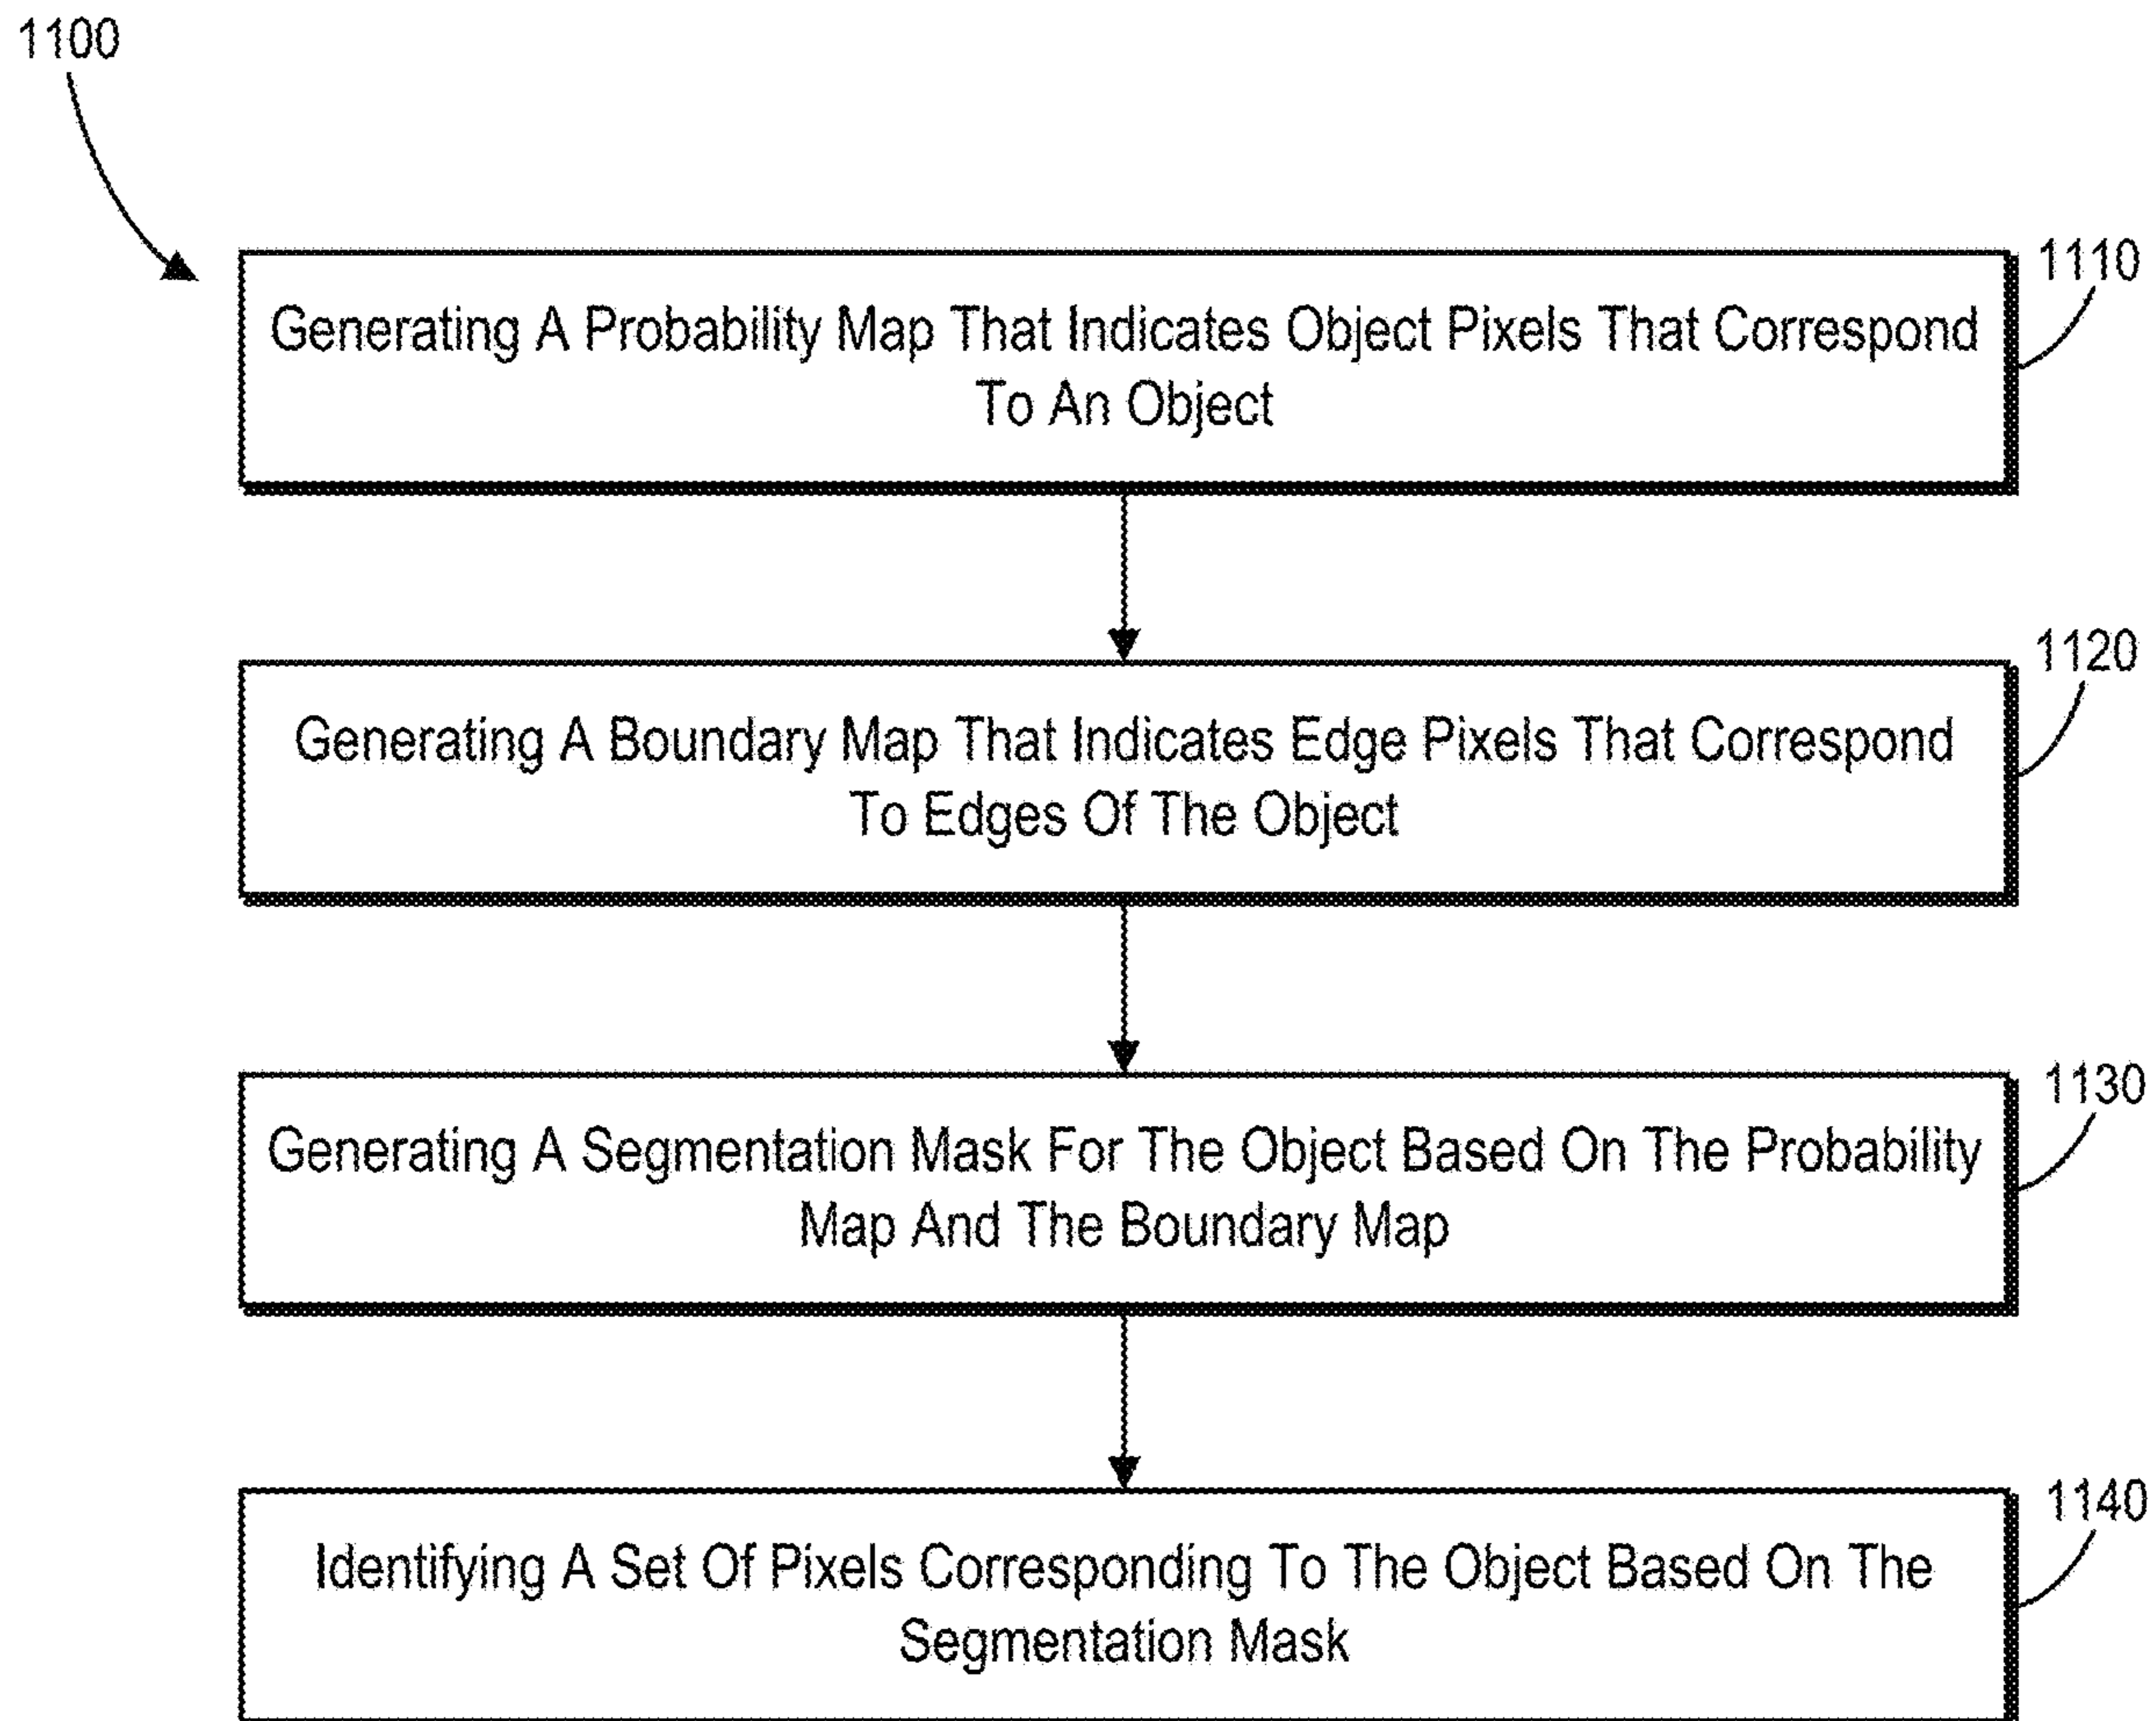 1100
1110
Generating A Probability Map That Indicates Object Pixels That Correspond
To An Object
1120
Generating A Boundary Map That Indicates Edge Pixels That Correspond
To Edges Of The Object
1130
Generating A Segmentation Mask For The Object Based On The Probability
Map And The Boundary Map
1140
Identifying A Set Of Pixels Corresponding To The Object Based On The
Segmentation Mask